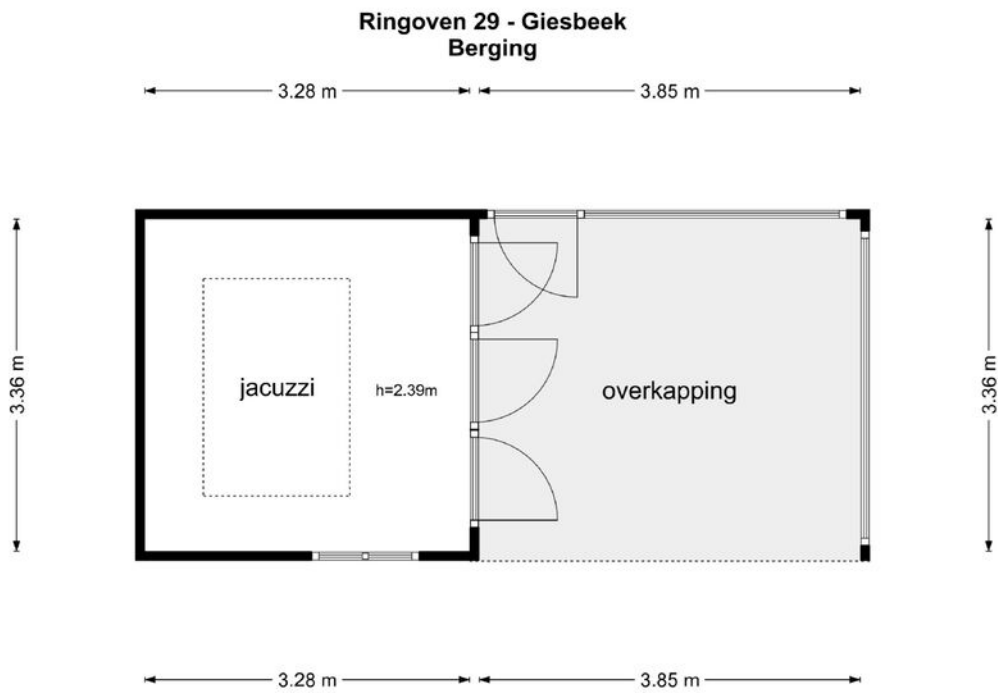 Ringoven 29 - Giesbeek
Berging
3.28 m
3.85 m
3.36 m
jacuzzi
h=2.39m
overkapping
3.36 m
3.28 m
3.85 m